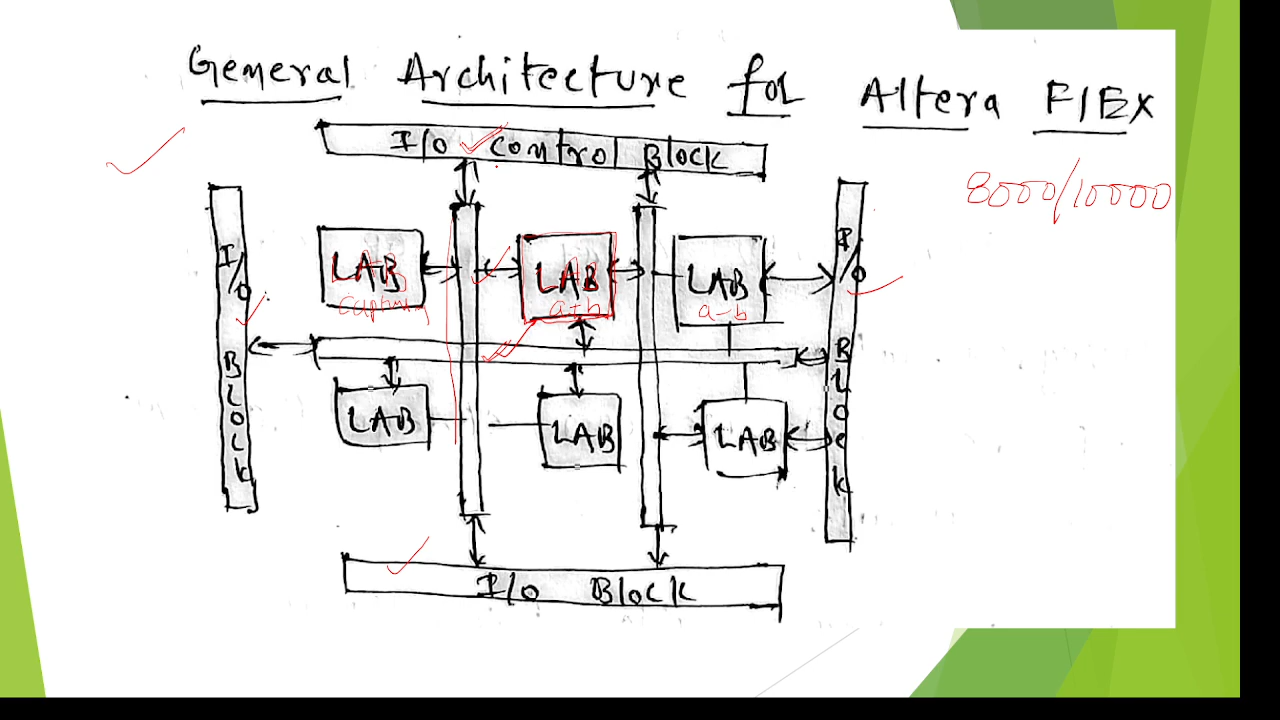 General Architecture for Altera FLEX
8000/10000
I/O control Block
I/O Block
LAB
LAB
a+b
LAB
a-b
I/O Block
LAB
LAB
LAB
I/O Block